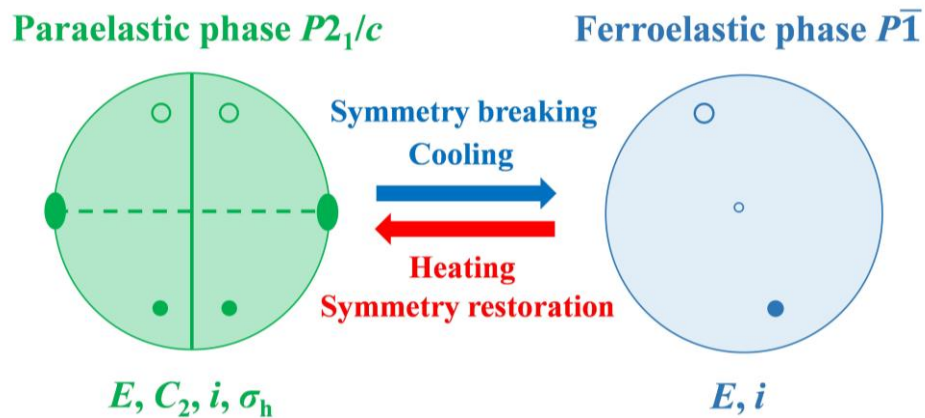 Paraelastic phase P2₁/c
Ferroelastic phase P1̅
Symmetry breaking
Cooling
Heating
Symmetry restoration
E, C₂, i, σₕ
E, i